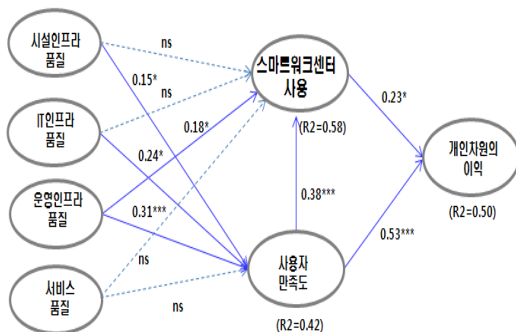 시설인프라
품질
IT인프라
품질
운영인프라
품질
서비스
품질
ns
0.15*
ns
0.18*
0.24*
0.31***
ns
ns
스마트워크센터
사용
(R2=0.58)
0.38***
사용자
만족도
(R2=0.42)
0.23*
0.53***
개인차원의
이익
(R2=0.50)